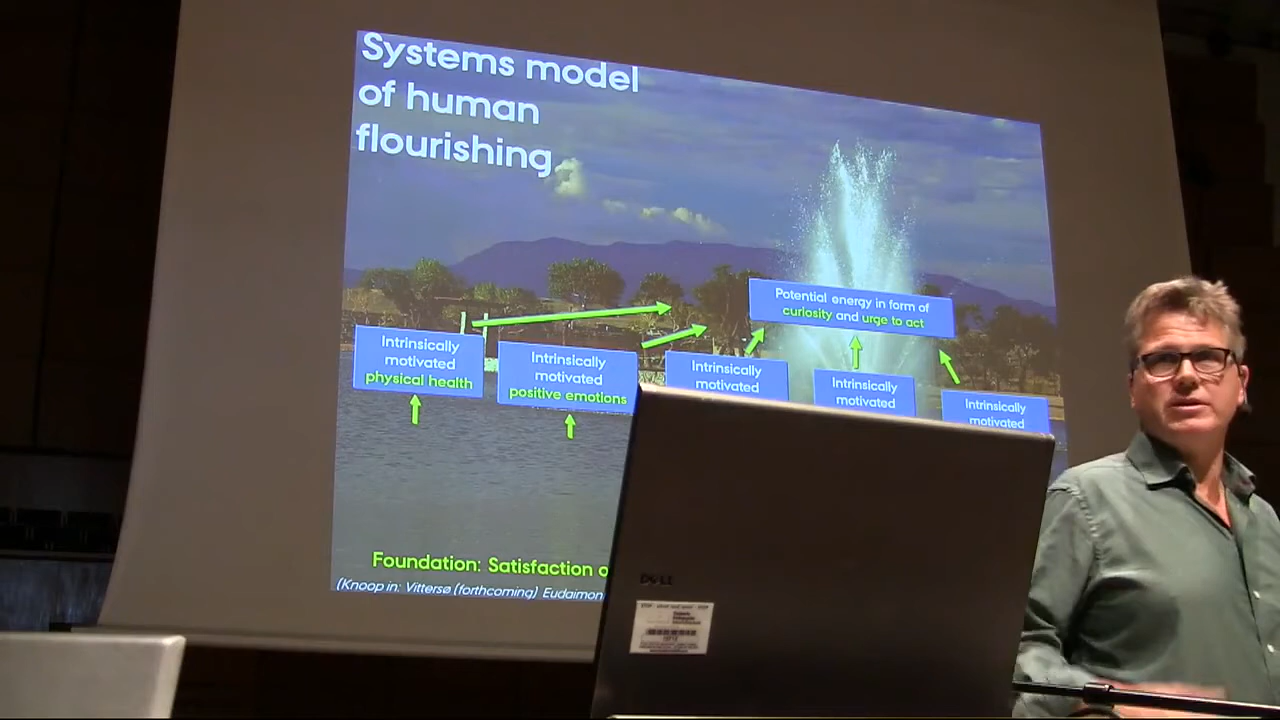 Systems model
of human
flourishing
Potential energy in form of
curiosity and urge to act
Intrinsically
motivated
physical health
Intrinsically
motivated
positive emotions
Intrinsically
motivated
Intrinsically
motivated
Intrinsically
motivated
Foundation: Satisfaction o
(Knoop in: Vittersø (forthcoming) Eudaimon
DELL